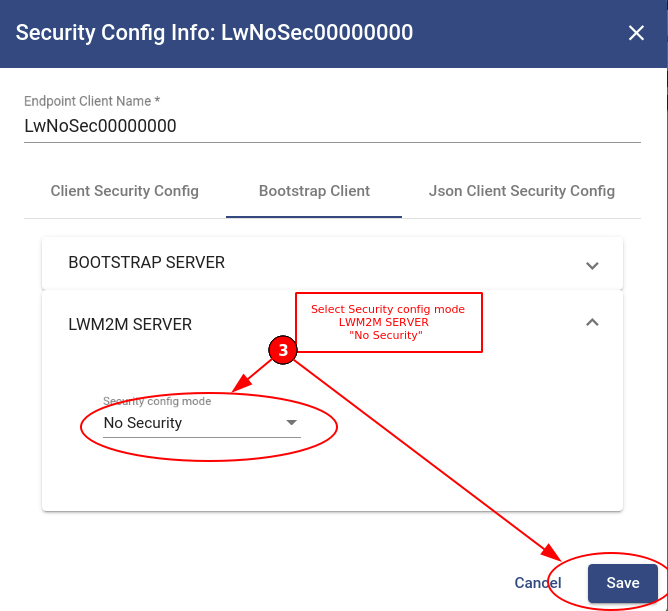 Security Config Info: LwNoSec00000000
Endpoint Client Name *
LwNoSec00000000
Client Security Config
Bootstrap Client
Json Client Security Config
BOOTSTRAP SERVER
LWM2M SERVER
Select Security config mode
LWM2M SERVER
"No Security"
3
Security config mode
No Security
Cancel
Save